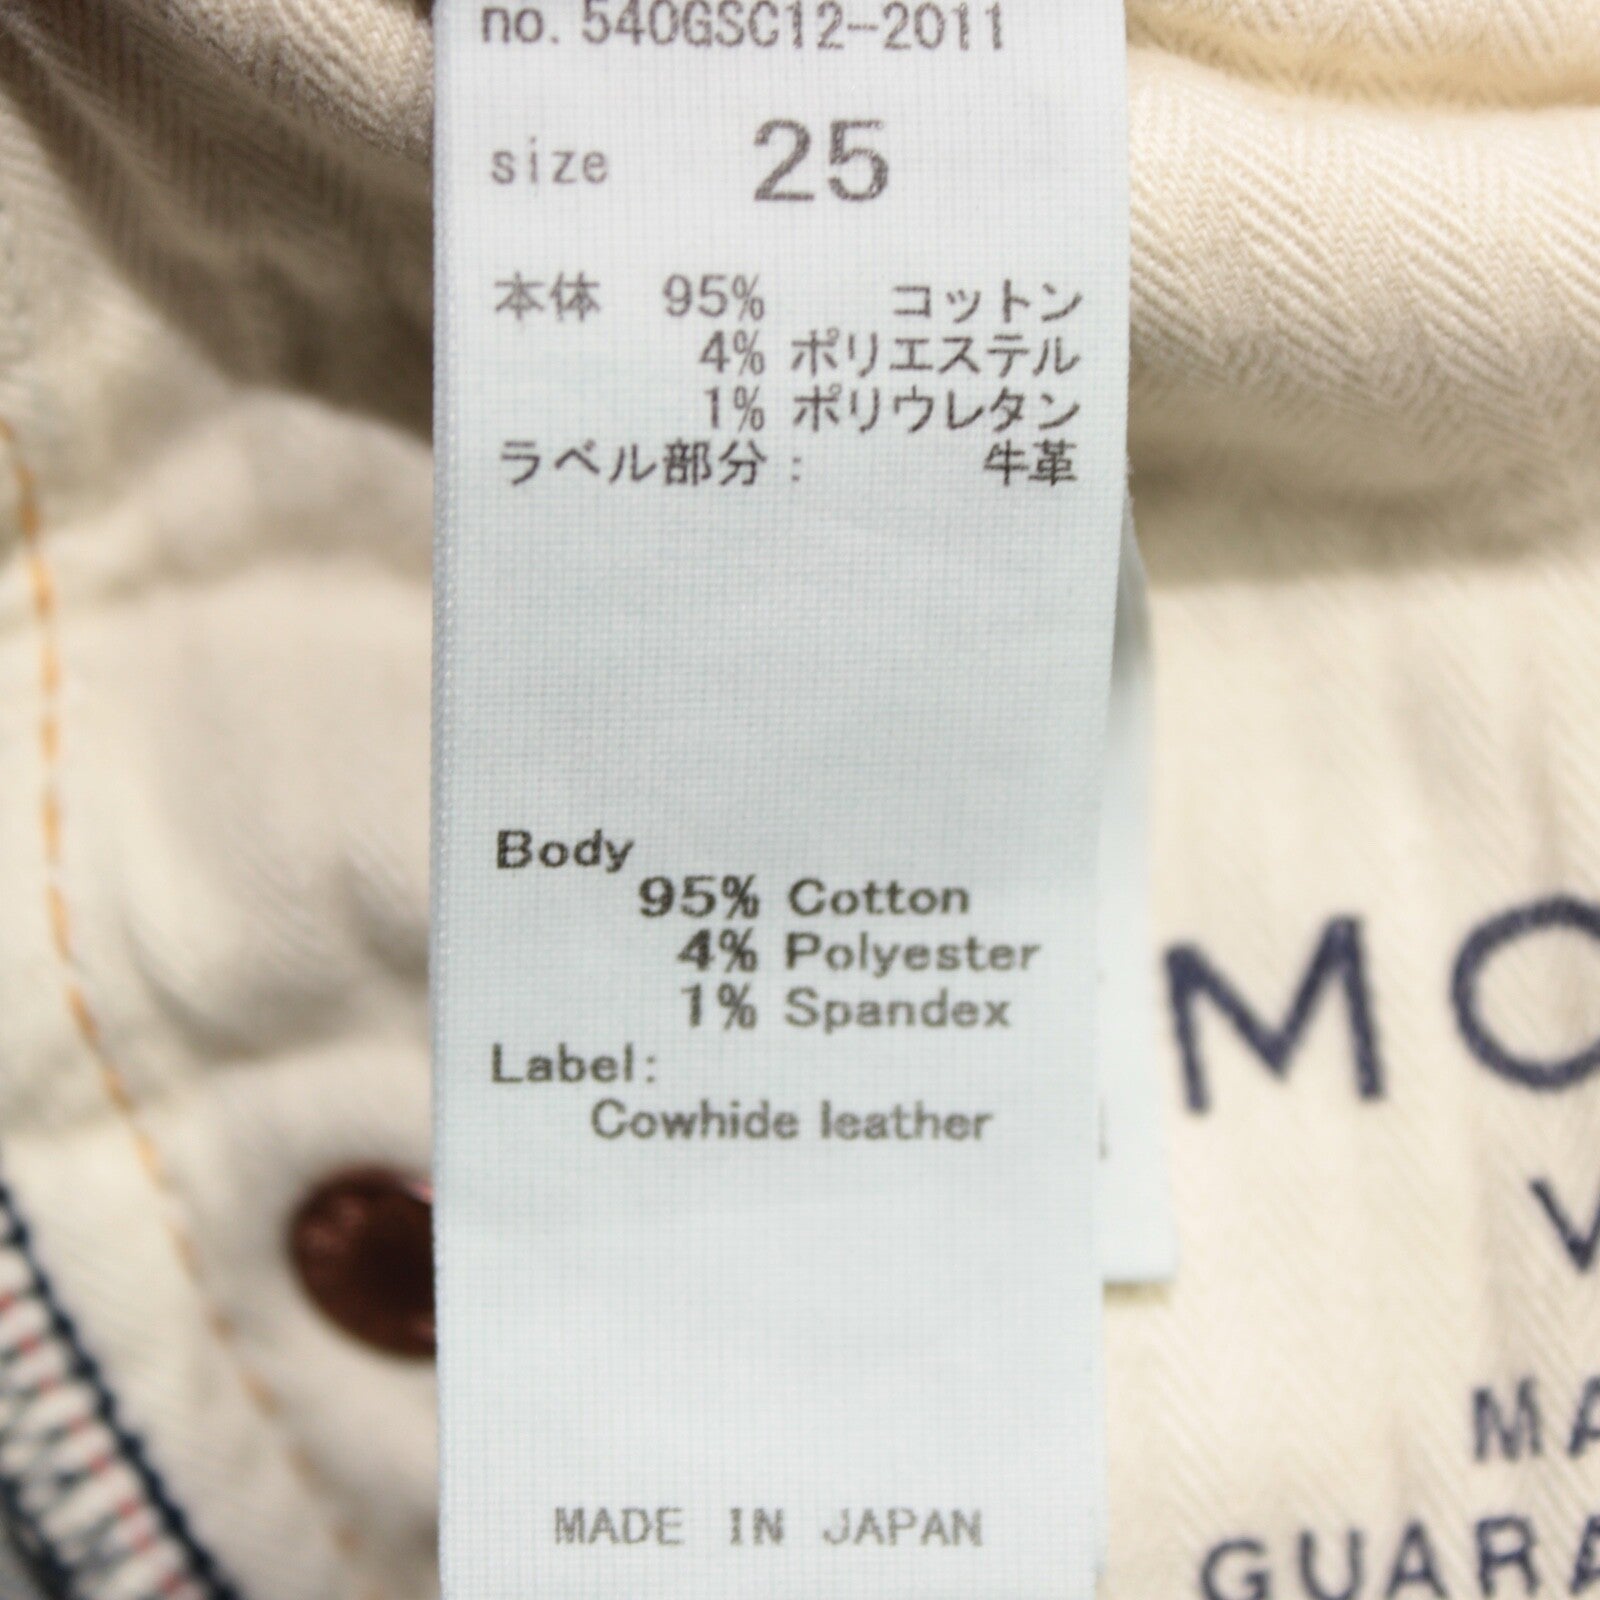 no. 540GSC12-2011
size 25
本体 95% コットン
4% ポリエステル
1% ポリウレタン
ラベル部分: 牛革
Body
95% Cotton
4% Polyester
1% Spandex
Label:
Cowhide leather
MADE IN JAPAN
MO
V
MA
GUARA